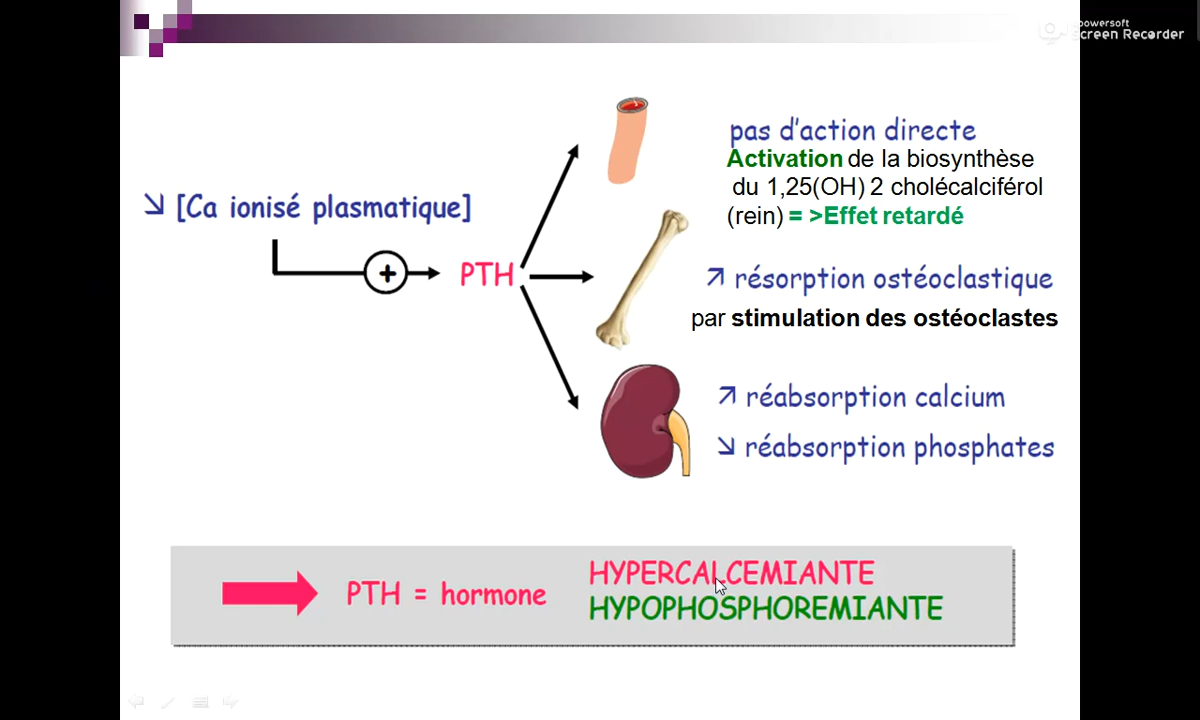 powersoft
Screen Recorder
pas d'action directe
Activation de la biosynthèse
du 1,25(OH) 2 cholécalciférol
(rein) = >Effet retardé
↘ [Ca ionisé plasmatique]
+
PTH
↗ résorption ostéoclastique
par stimulation des ostéoclastes
↗ réabsorption calcium
↘ réabsorption phosphates
PTH = hormone
HYPERCALCEMIANTE
HYPOPHOSPHOREMIANTE